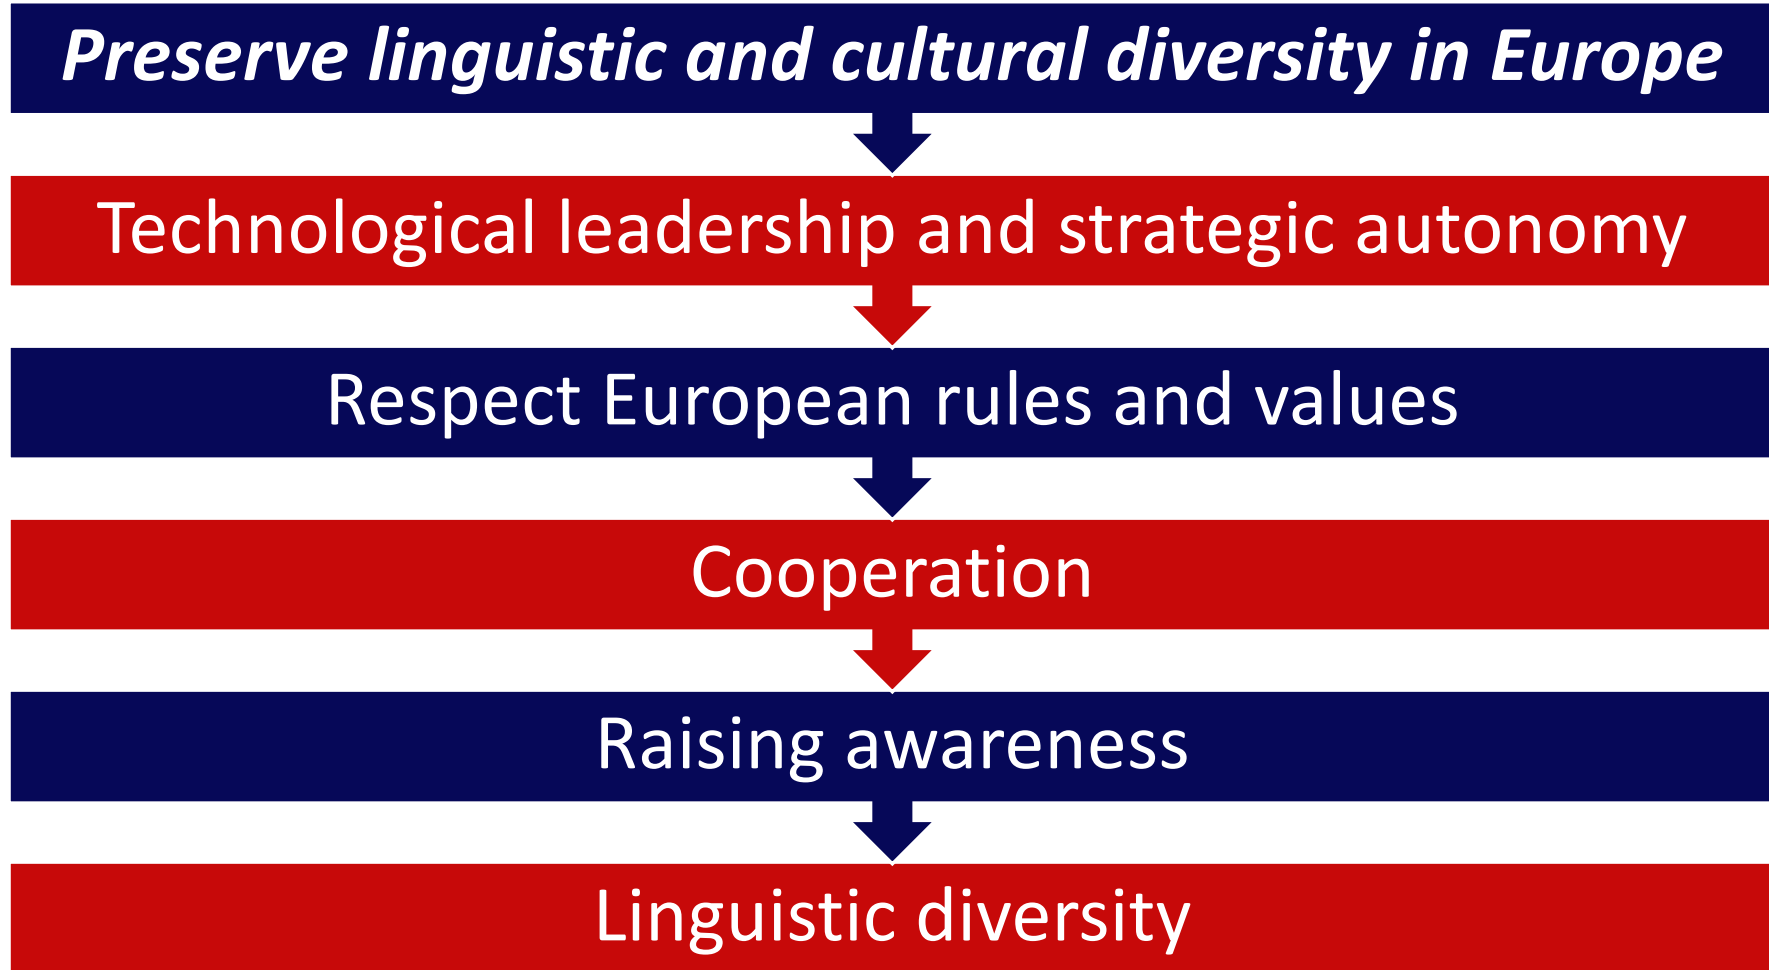 Preserve linguistic and cultural diversity in Europe
Technological leadership and strategic autonomy
Respect European rules and values
Cooperation
Raising awareness
Linguistic diversity